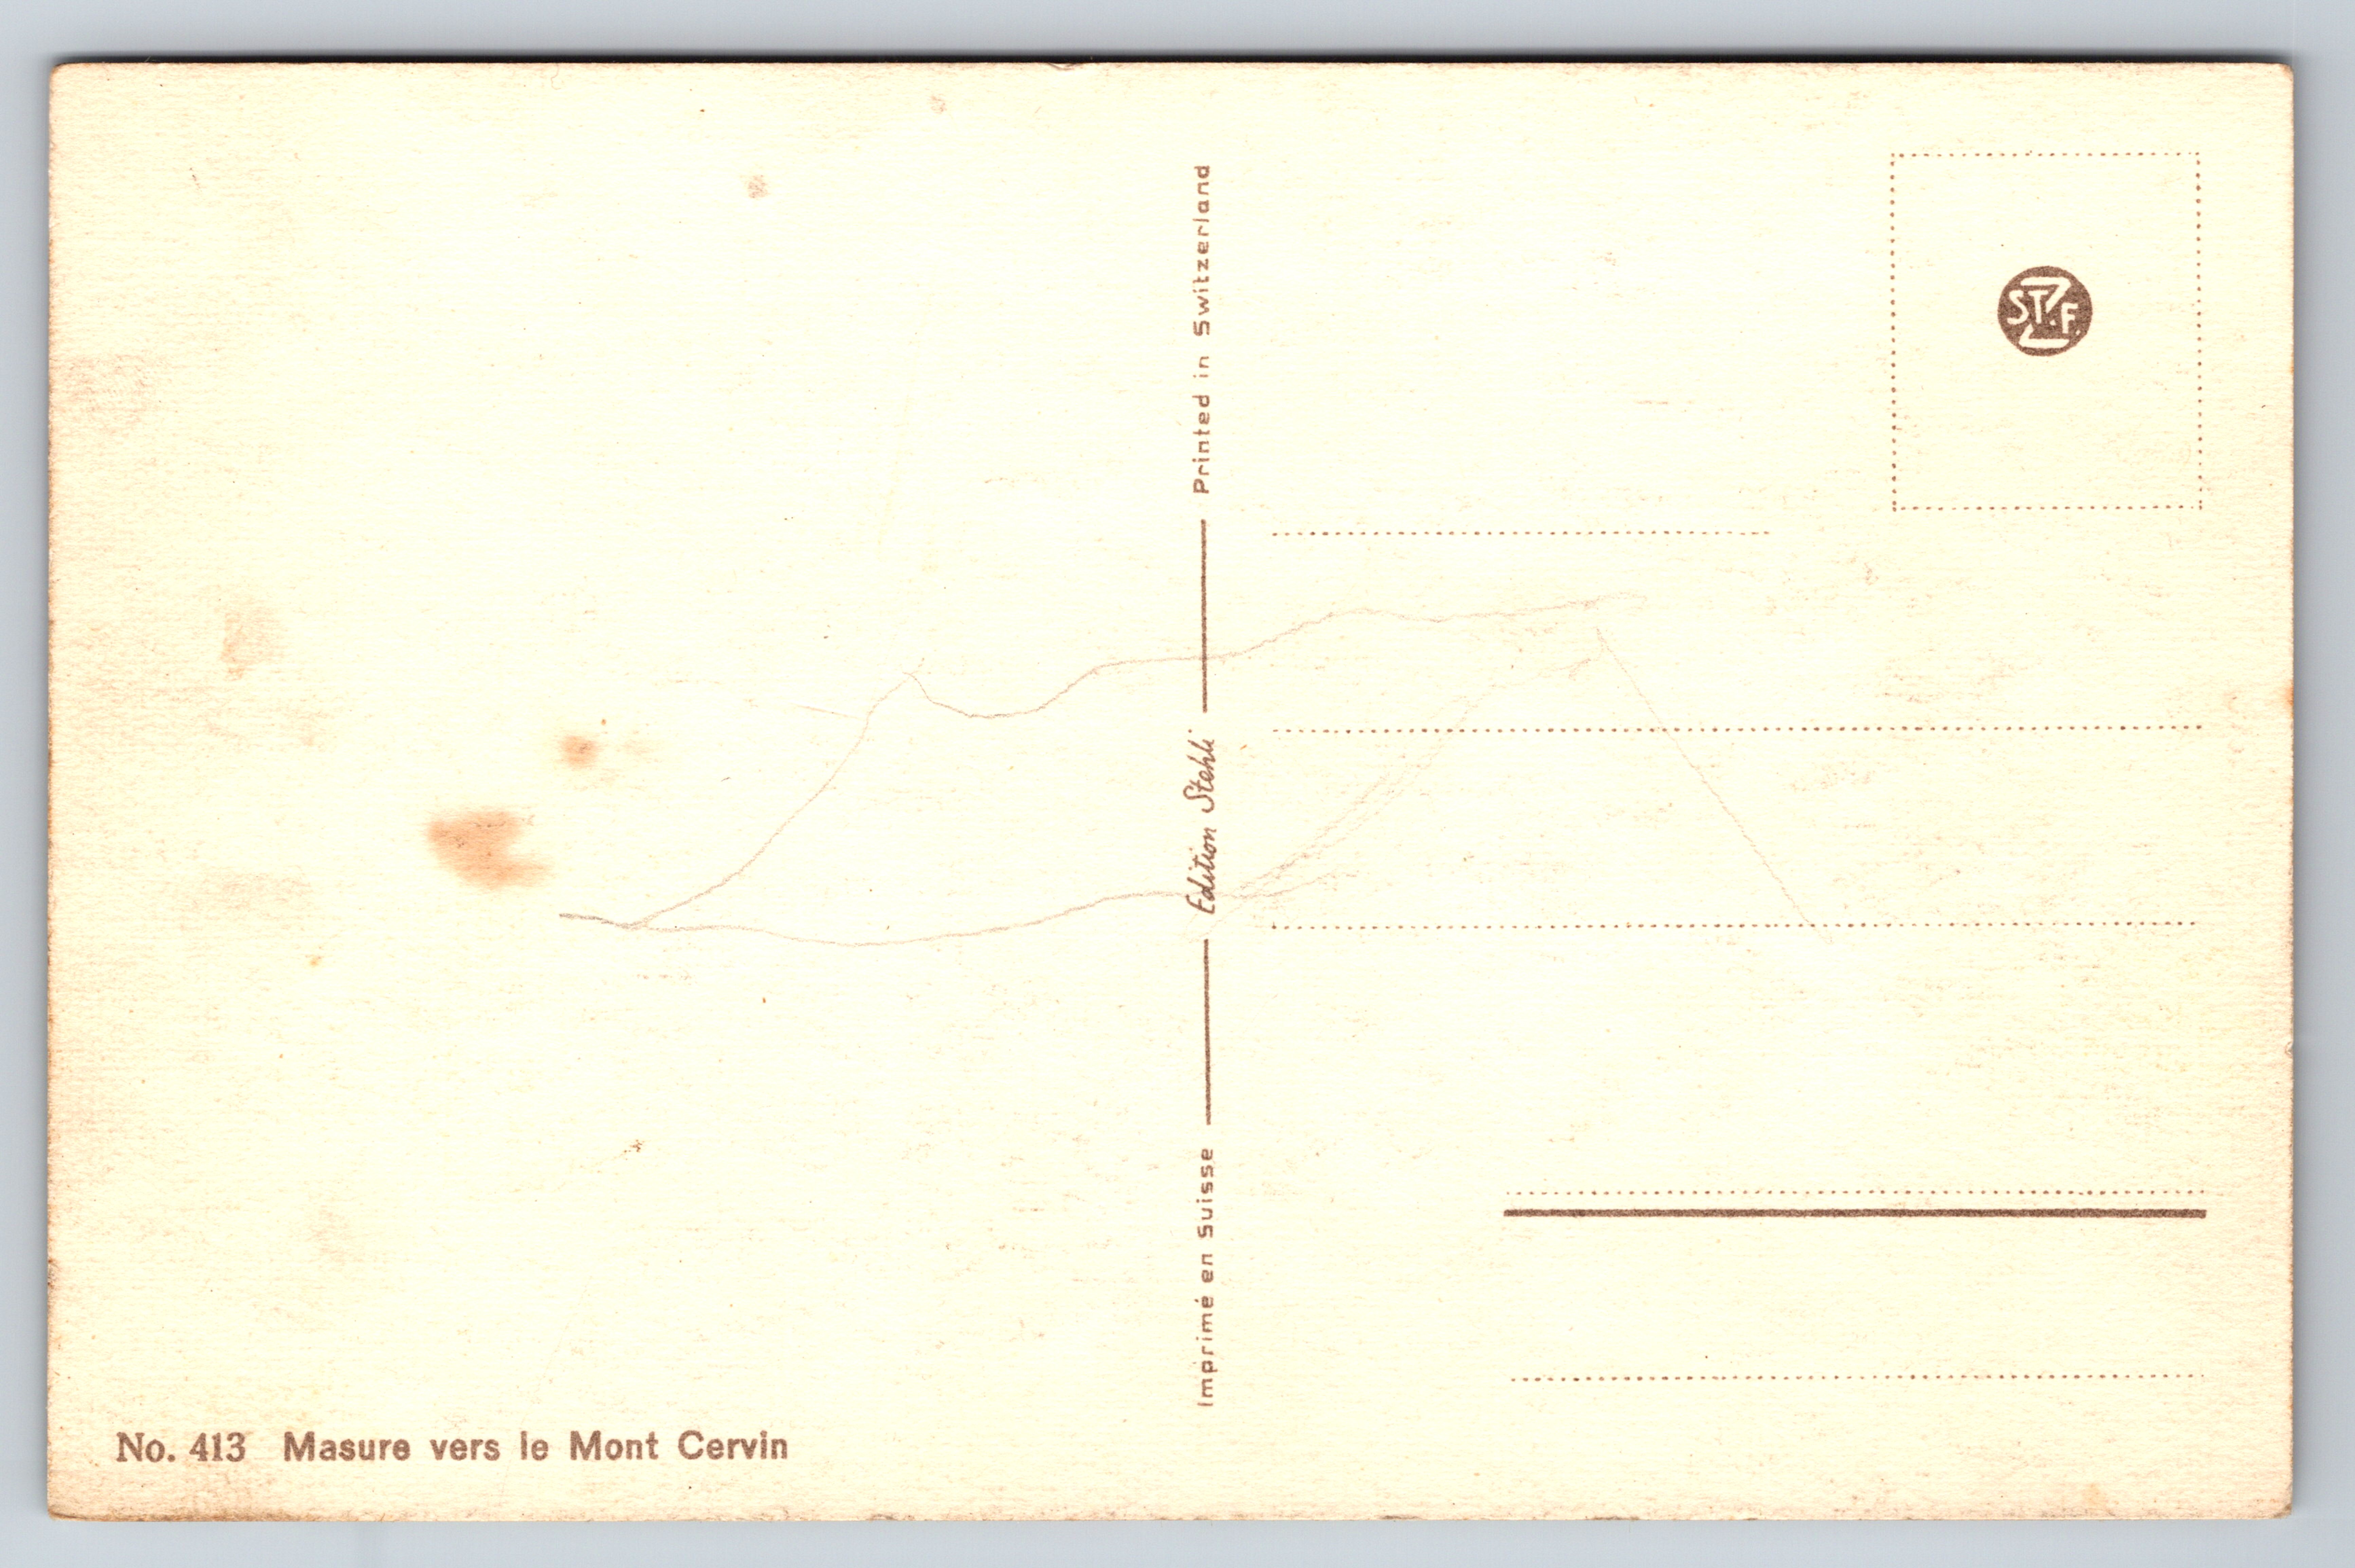 Printed in Switzerland
Edition Stehli
Imprimé en Suisse
STZF
No. 413 Masure vers le Mont Cervin